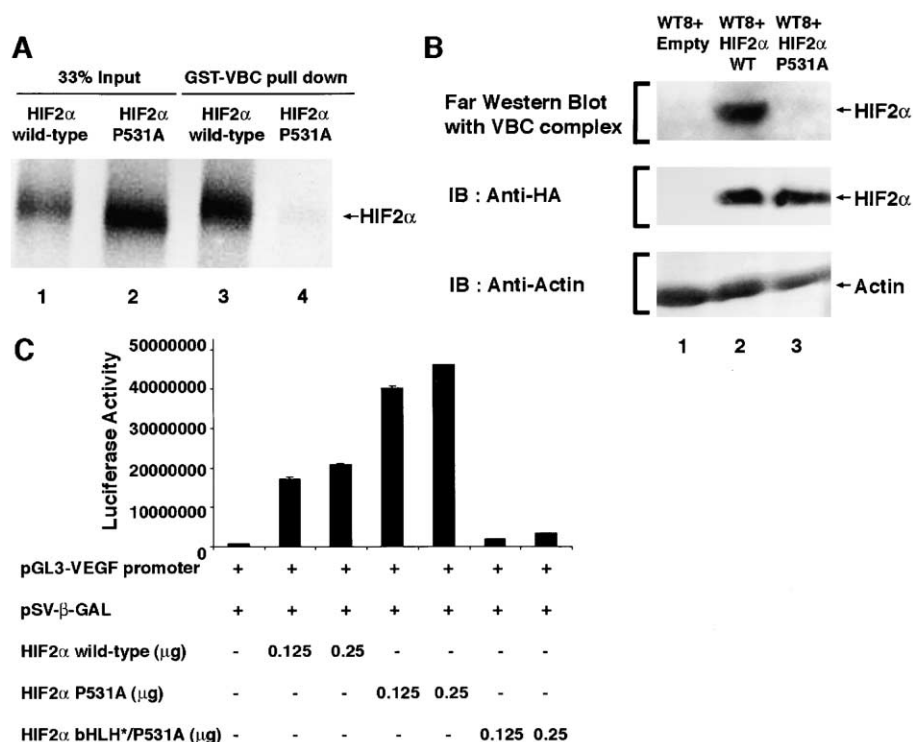 A
33% Input
GST-VBC pull down
HIF2α wild-type
HIF2α P531A
HIF2α wild-type
HIF2α P531A
←HIF2α
1 2 3 4
B
WT8+ Empty
WT8+ HIF2α WT
WT8+ HIF2α P531A
Far Western Blot with VBC complex
←HIF2α
IB : Anti-HA
←HIF2α
IB : Anti-Actin
←Actin
1 2 3
C
Luciferase Activity
50000000
40000000
30000000
20000000
10000000
0
pGL3-VEGF promoter + + + + + + +
pSV-β-GAL + + + + + + +
HIF2α wild-type (μg) - 0.125 0.25 - - - -
HIF2α P531A (μg) - - - 0.125 0.25 - -
HIF2α bHLH*/P531A (μg) - - - - - 0.125 0.25